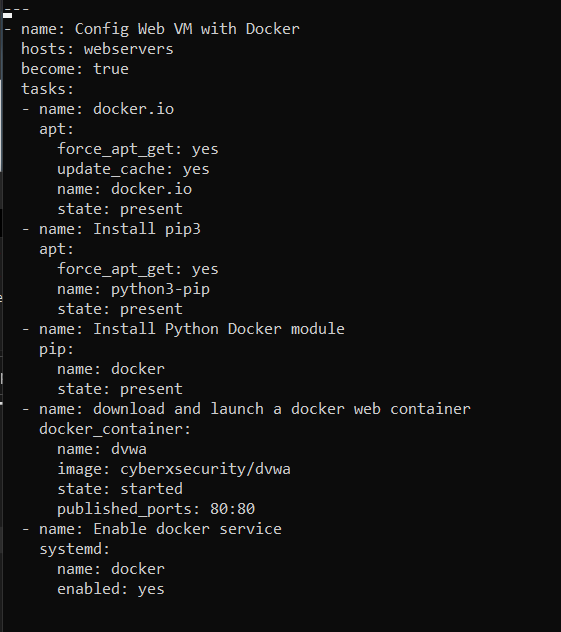 ---
- name: Config Web VM with Docker
  hosts: webservers
  become: true
  tasks:
  - name: docker.io
    apt:
      force_apt_get: yes
      update_cache: yes
      name: docker.io
      state: present
  - name: Install pip3
    apt:
      force_apt_get: yes
      name: python3-pip
      state: present
  - name: Install Python Docker module
    pip:
      name: docker
      state: present
  - name: download and launch a docker web container
    docker_container:
      name: dvwa
      image: cyberxsecurity/dvwa
      state: started
      published_ports: 80:80
  - name: Enable docker service
    systemd:
      name: docker
      enabled: yes